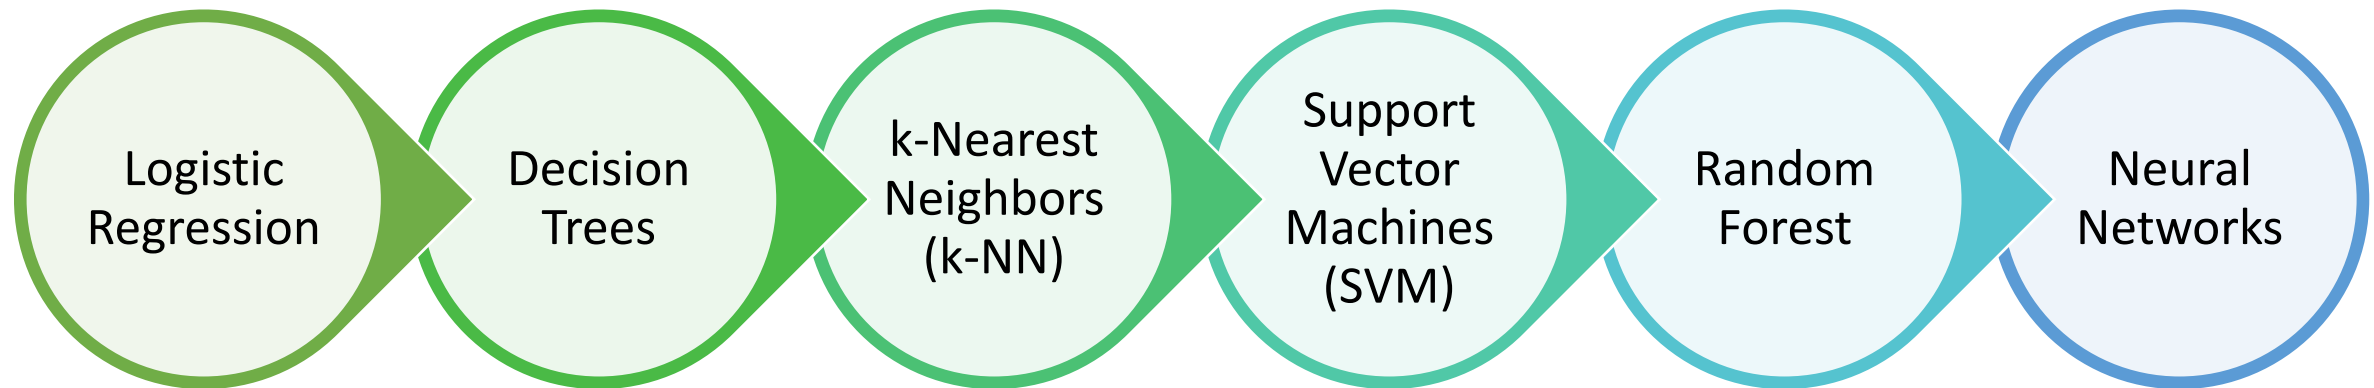 Logistic
Regression
Decision
Trees
k-Nearest
Neighbors
(k-NN)
Support
Vector
Machines
(SVM)
Random
Forest
Neural
Networks